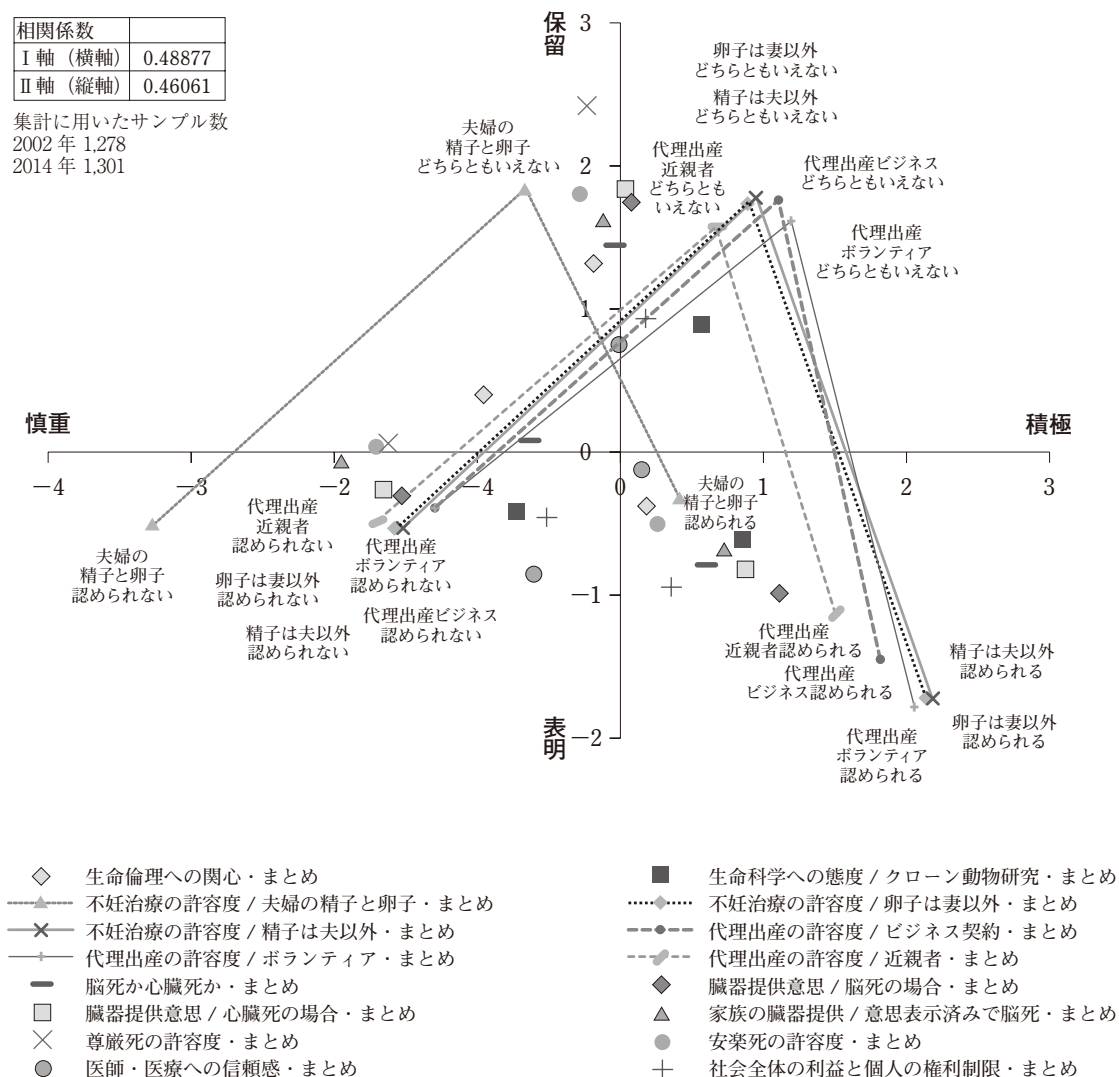 相関係数
Ⅰ軸（横軸） 0.48877
Ⅱ軸（縦軸） 0.46061
集計に用いたサンプル数
2002 年 1,278
2014 年 1,301
保留
3
2
1
0
−1
−2
表明
慎重
積極
−4
−3
−2
−4
0
1
2
3
夫婦の
精子と卵子
どちらともいえない
卵子は妻以外
どちらともいえない
精子は夫以外
どちらともいえない
代理出産
近親者
どちらとも
いえない
代理出産ビジネス
どちらともいえない
代理出産
ボランティア
どちらともいえない
夫婦の
精子と卵子
認められない
代理出産
近親者
認められない
卵子は妻以外
認められない
精子は夫以外
認められない
代理出産
ボランティア
認められない
代理出産ビジネス
認められない
夫婦の
精子と卵子
認められる
代理出産
近親者認められる
代理出産
ビジネス認められる
代理出産
ボランティア
認められる
精子は夫以外
認められる
卵子は妻以外
認められる
生命倫理への関心・まとめ
不妊治療の許容度 / 夫婦の精子と卵子・まとめ
不妊治療の許容度 / 精子は夫以外・まとめ
代理出産の許容度 / ボランティア・まとめ
脳死か心臓死か・まとめ
臓器提供意思 / 心臓死の場合・まとめ
尊厳死の許容度・まとめ
医師・医療への信頼感・まとめ
生命科学への態度 / クローン動物研究・まとめ
不妊治療の許容度 / 卵子は妻以外・まとめ
代理出産の許容度 / ビジネス契約・まとめ
代理出産の許容度 / 近親者・まとめ
臓器提供意思 / 脳死の場合・まとめ
家族の臓器提供 / 意思表示済みで脳死・まとめ
安楽死の許容度・まとめ
社会全体の利益と個人の権利制限・まとめ